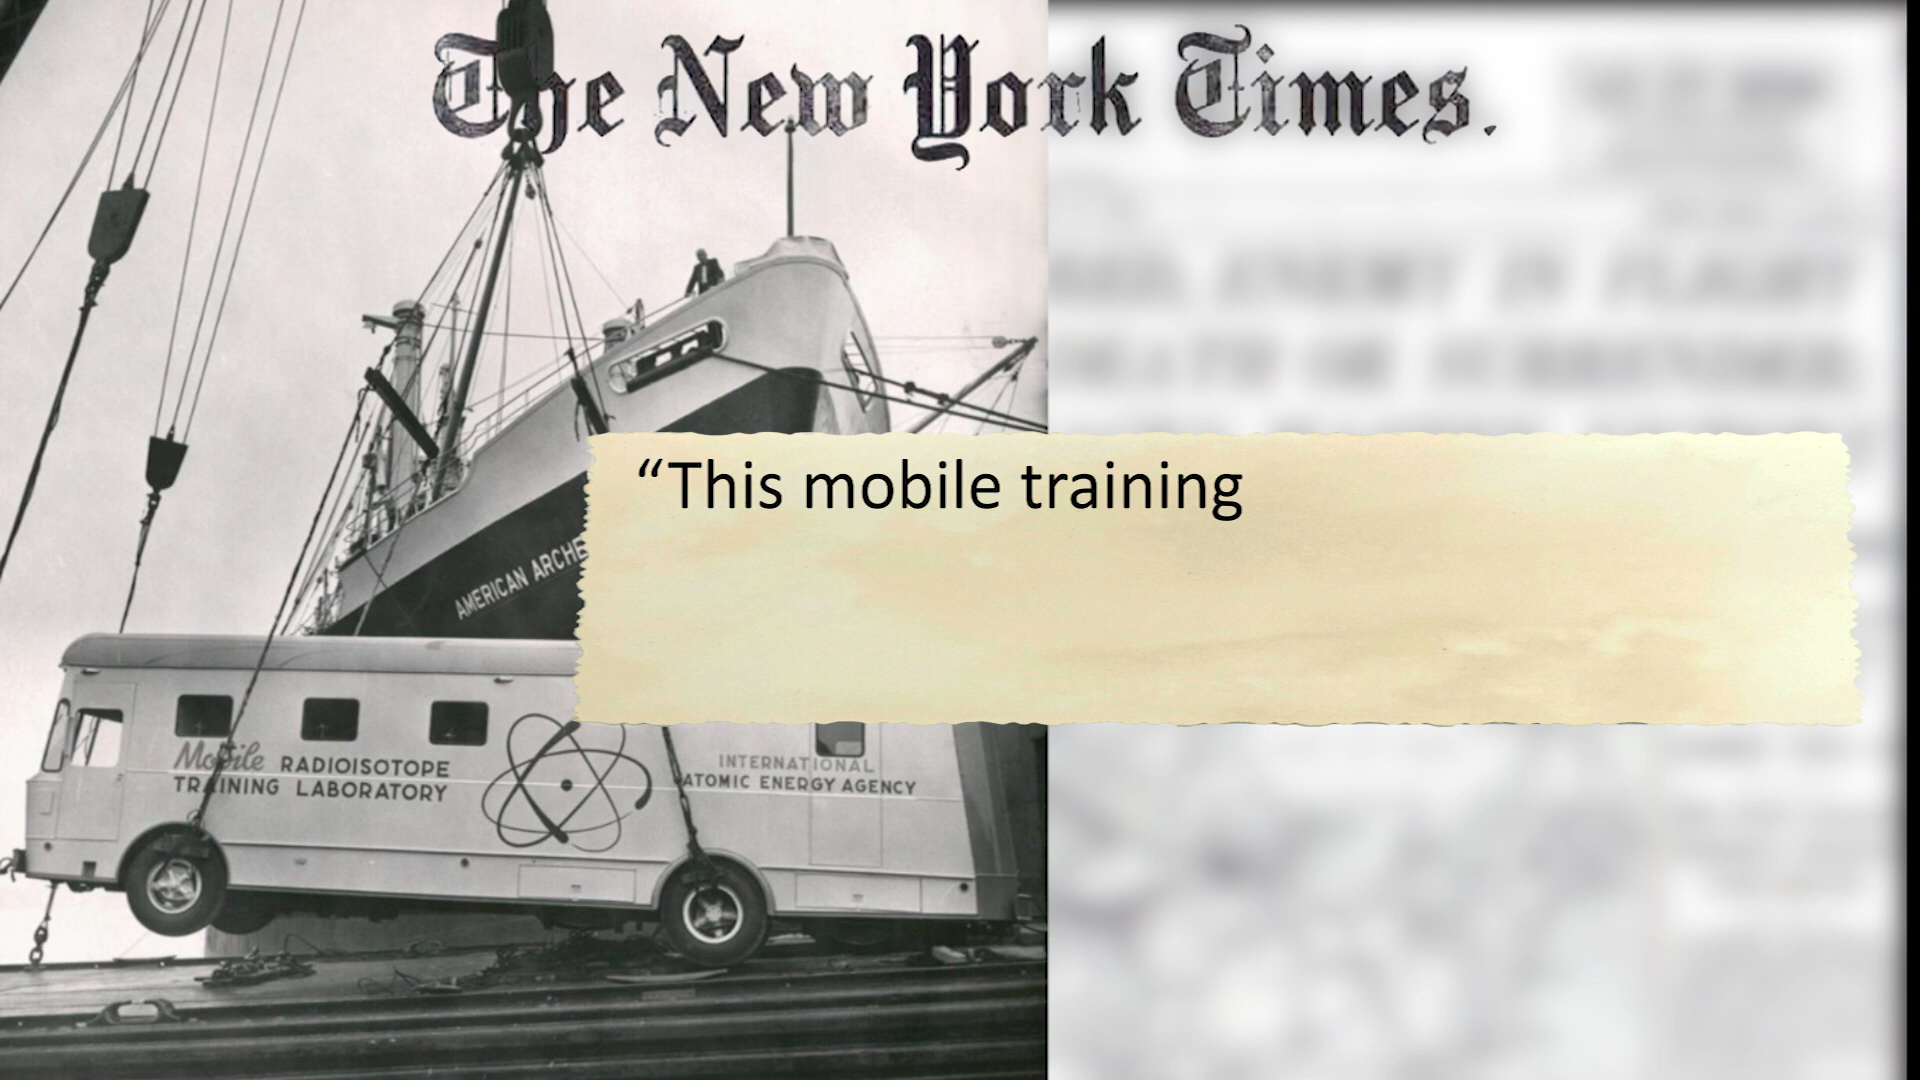 The New York Times.
“This mobile training
AMERICAN ARCHE
Mobile RADIOISOTOPE
TRAINING LABORATORY
INTERNATIONAL
ATOMIC ENERGY AGENCY